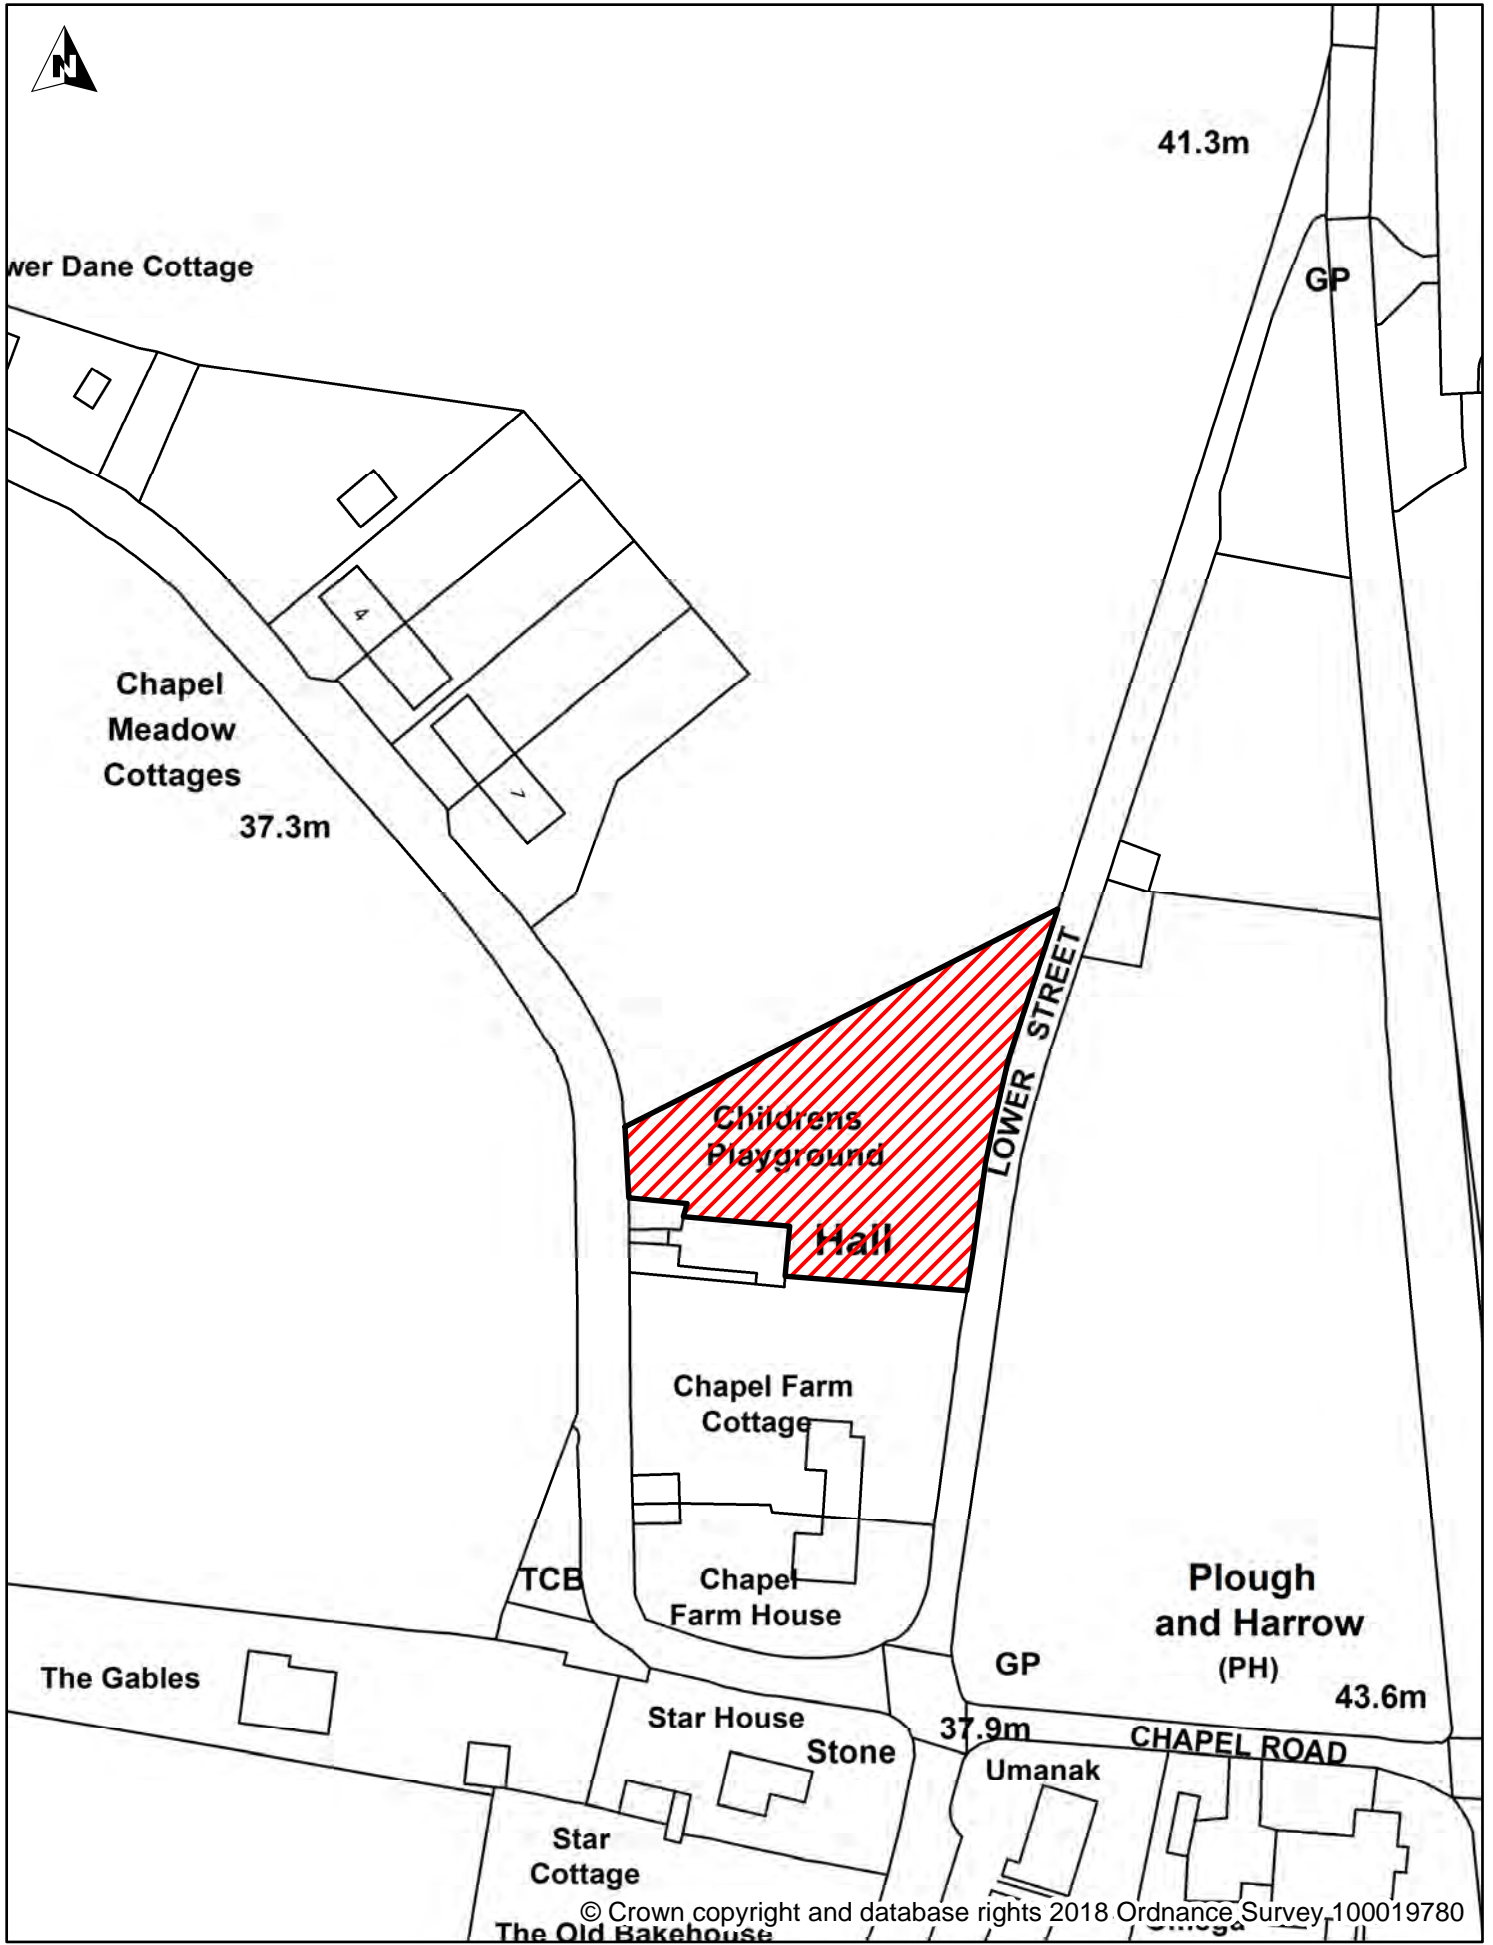 N
41.3m
wer Dane Cottage
GP
4
Chapel
Meadow
Cottages
7
37.3m
LOWER STREET
Childrens
Playground
Hall
Chapel Farm
Cottage
TCB
Chapel
Farm House
Plough
and Harrow
(PH)
The Gables
GP
43.6m
Star House
37.9m
CHAPEL ROAD
Stone
Umanak
Star
Cottage
© Crown copyright and database rights 2018 Ordnance Survey 100019780
The Old Bakehouse